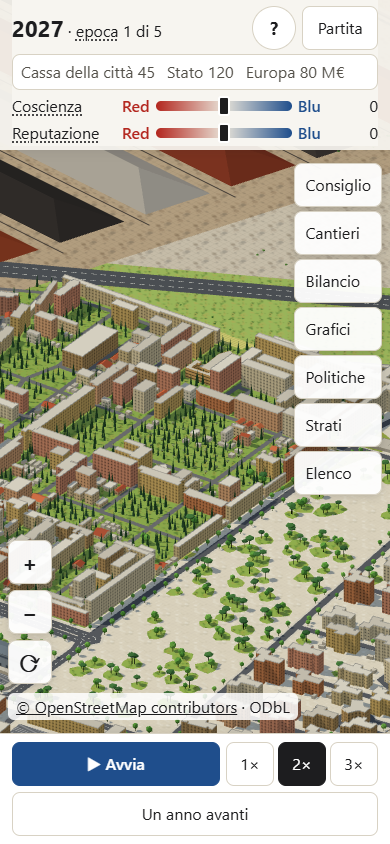 2027 · epoca 1 di 5
?
Partita
Cassa della città 45 Stato 120 Europa 80 M€
Coscienza Red Blu 0
Reputazione Red Blu 0
Consiglio
Cantieri
Bilancio
Grafici
Politiche
Strati
Elenco
+
−
⟳
© OpenStreetMap contributors · ODbL
▶ Avvia
1×
2×
3×
Un anno avanti